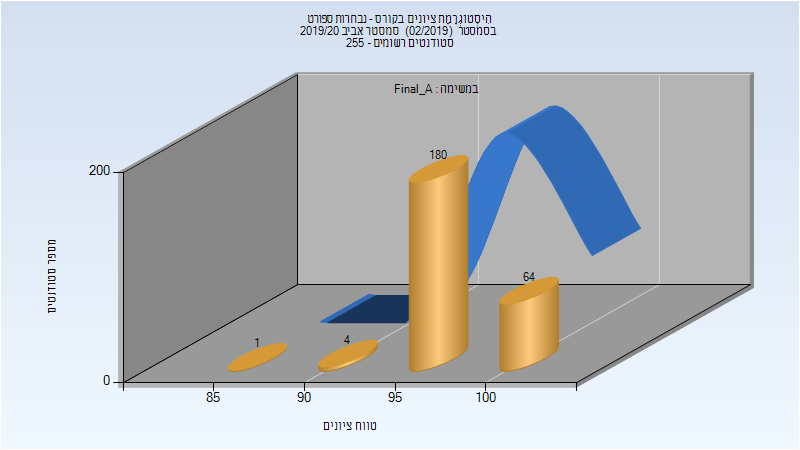 היסטוגרמת ציונים בקורס - נבחרות ספורט
בסמסטר (02/2019) סמסטר אביב 2019/20
סטודנטים רשומים - 255
במשימה : Final_A
200
0
מספר סטודנטים
1
4
180
64
85
90
95
100
טווח ציונים